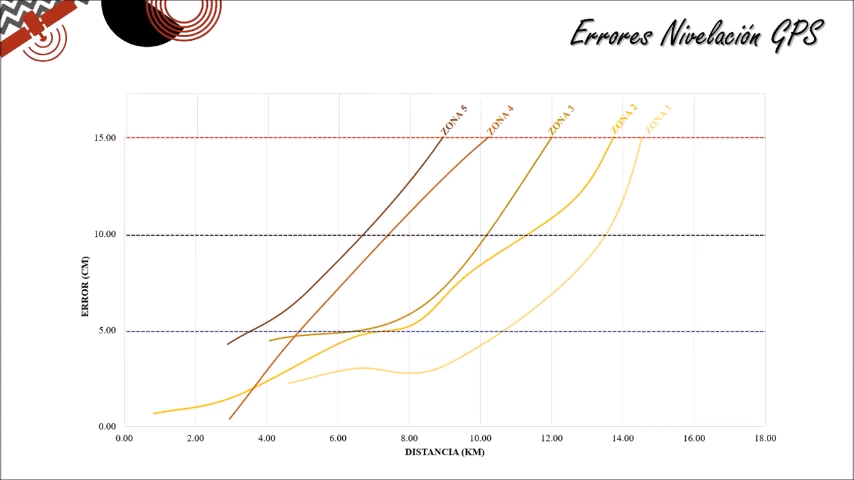 Errores Nivelación GPS
ZONA 5
ZONA 4
ZONA 3
ZONA 2
ZONA 1
15.00
10.00
5.00
0.00
ERROR (CM)
0.00 2.00 4.00 6.00 8.00 10.00 12.00 14.00 16.00 18.00
DISTANCIA (KM)